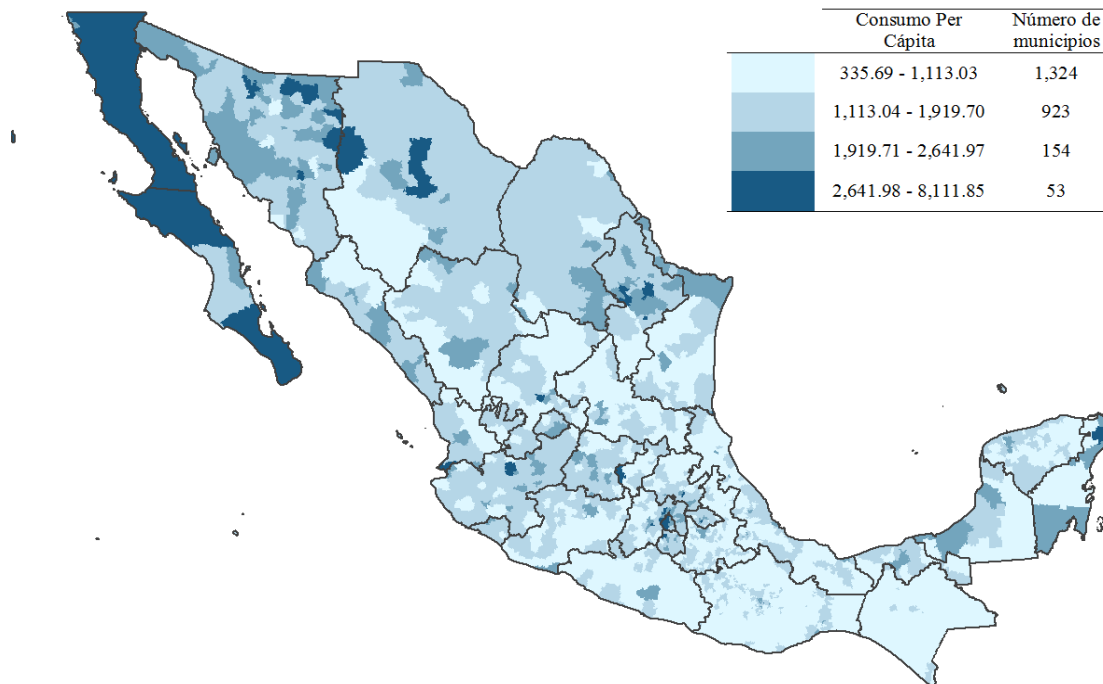 Consumo Per Número de
Cápita municipios
335.69 - 1,113.03 1,324
1,113.04 - 1,919.70 923
1,919.71 - 2,641.97 154
2,641.98 - 8,111.85 53